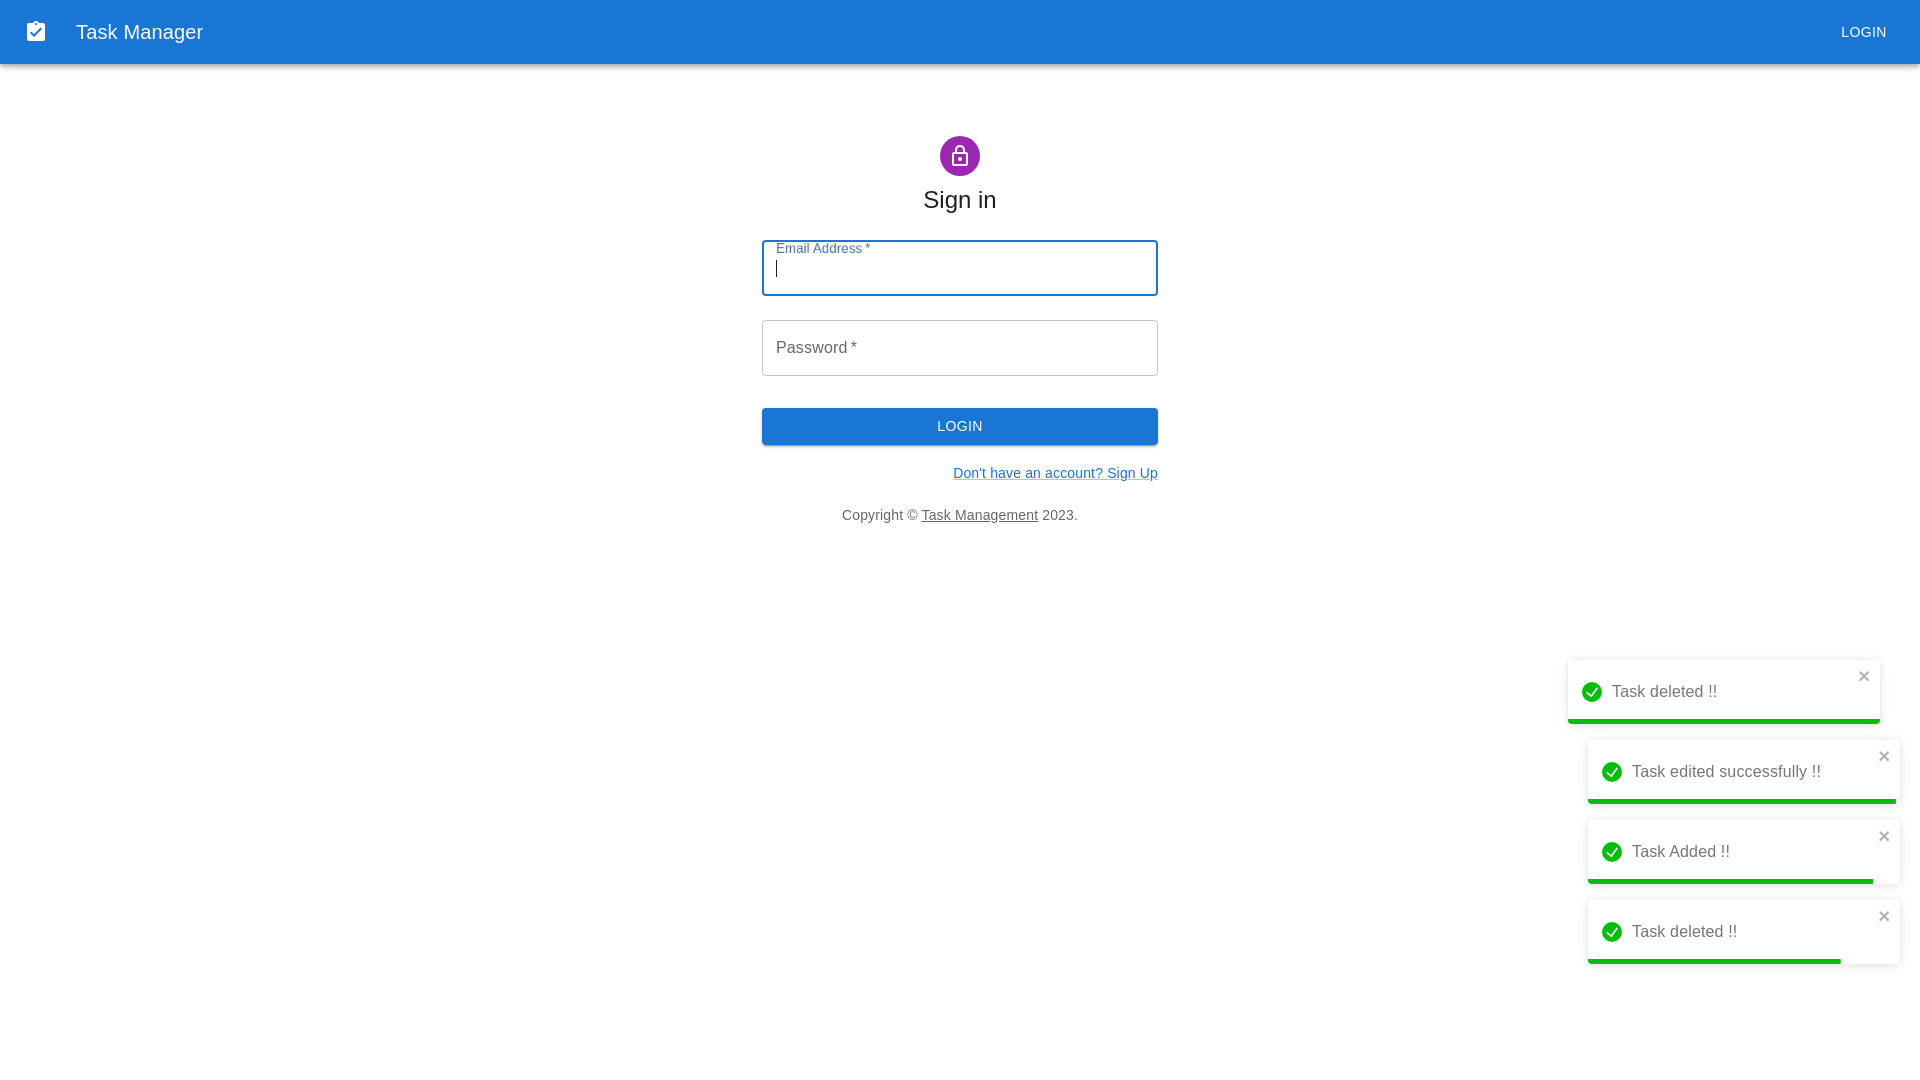 Task Manager
LOGIN
Sign in
Email Address *
Password *
LOGIN
Don't have an account? Sign Up
Copyright © Task Management 2023.
Task deleted !!
Task edited successfully !!
Task Added !!
Task deleted !!